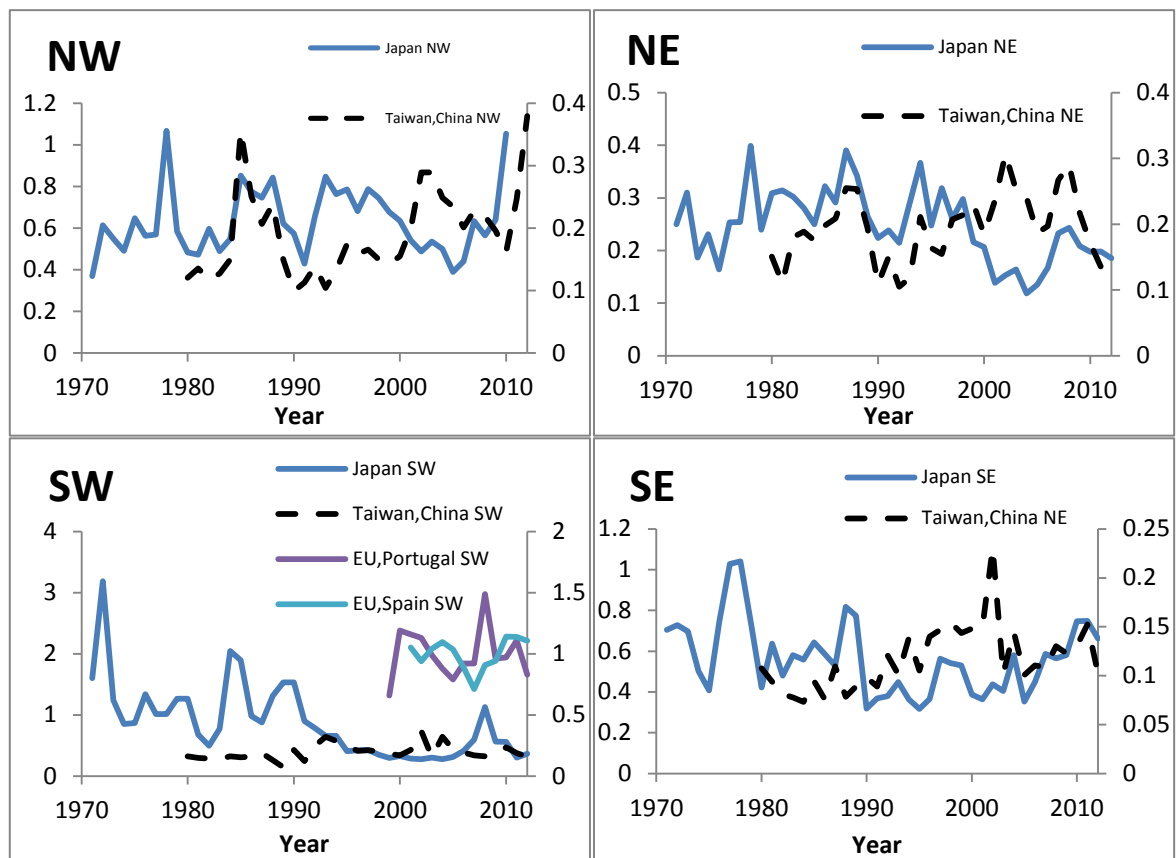 NW
Japan NW
Taiwan,China NW
1.2
1
0.8
0.6
0.4
0.2
0
0.4
0.3
0.2
0.1
0
1970 1980 1990 2000 2010
Year
NE
Japan NE
Taiwan,China NE
0.5
0.4
0.3
0.2
0.1
0
0.4
0.3
0.2
0.1
0
1970 1980 1990 2000 2010
Year
SW
Japan SW
Taiwan,China SW
EU,Portugal SW
EU,Spain SW
4
3
2
1
0
2
1.5
1
0.5
0
1970 1980 1990 2000 2010
Year
SE
Japan SE
Taiwan,China NE
1.2
1
0.8
0.6
0.4
0.2
0
0.25
0.2
0.15
0.1
0.05
0
1970 1980 1990 2000 2010
Year